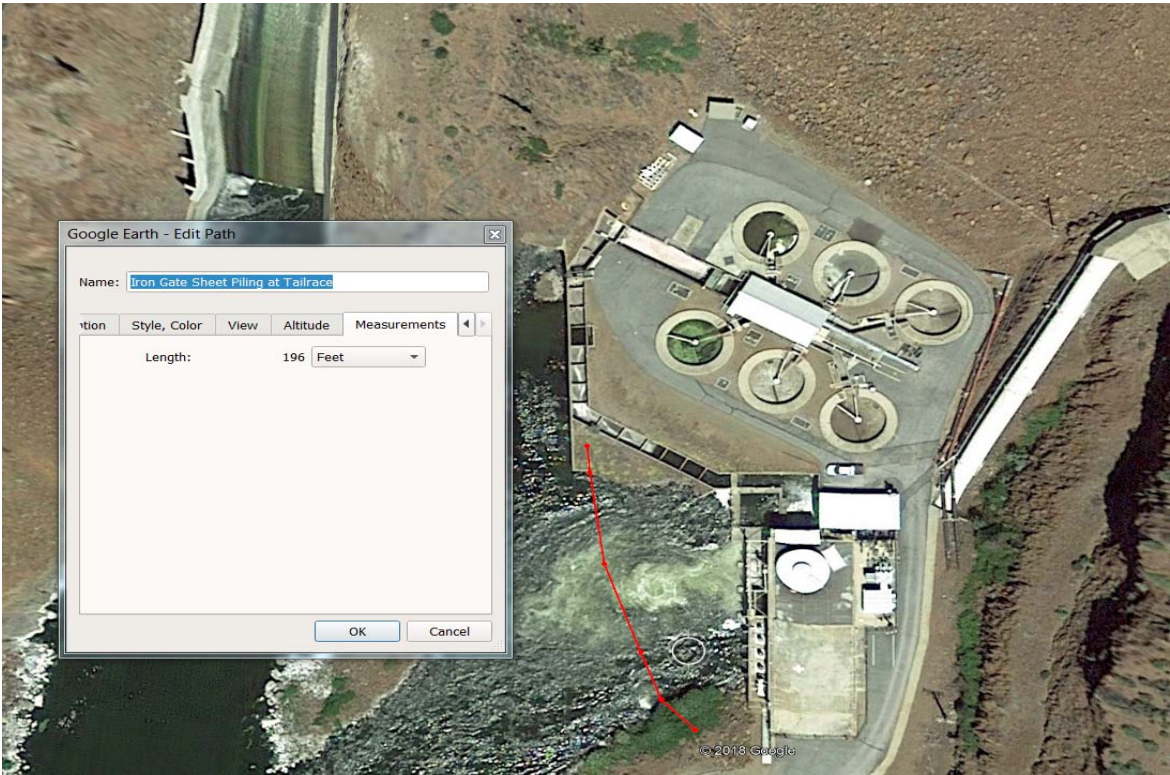 Google Earth - Edit Path
Name: Iron Gate Sheet Piling at Tailrace
ption Style, Color View Altitude Measurements
Length: 196 Feet
OK Cancel
© 2018 Google